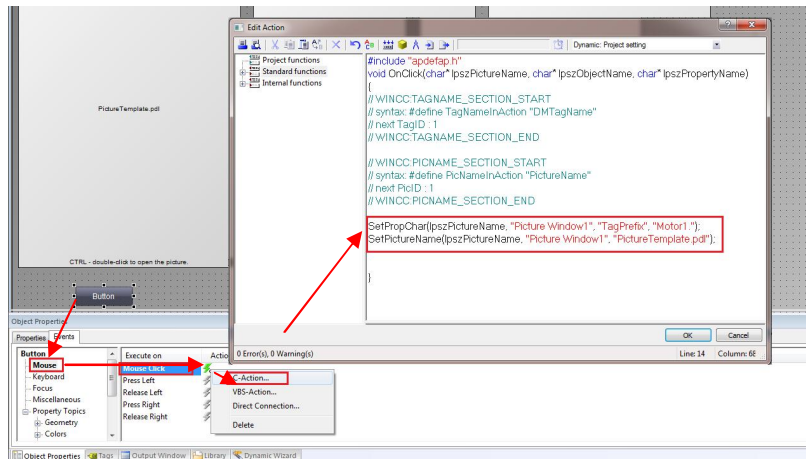 Edit Action
Dynamic: Project setting
Project functions
Standard functions
Internal functions
#include "apdefap.h"
void OnClick(char* lpszPictureName, char* lpszObjectName, char* lpszPropertyName)
{
// WINCC:TAGNAME_SECTION_START
// syntax: #define TagNameInAction "DMTagName"
// next TagID : 1
// WINCC:TAGNAME_SECTION_END
// WINCC:PICNAME_SECTION_START
// syntax: #define PicNameInAction "PictureName"
// next PicID : 1
// WINCC:PICNAME_SECTION_END
SetPropChar(lpszPictureName, "Picture Window1", "TagPrefix", "Motor1.");
SetPictureName(lpszPictureName, "Picture Window1", "PictureTemplate.pdl");
}
OK
Cancel
0 Error(s), 0 Warning(s)
Line: 14
Column: 68
PictureTemplate.pdl
CTRL - double-click to open the picture.
Button
Object Properties
Properties
Events
Button
Mouse
Keyboard
Focus
Miscellaneous
Property Topics
Geometry
Colors
Execute on
Action
Mouse Click
Press Left
Release Left
Press Right
Release Right
C-Action...
VBS-Action...
Direct Connection...
Delete
Object Properties
Tags
Output Window
Library
Dynamic Wizard